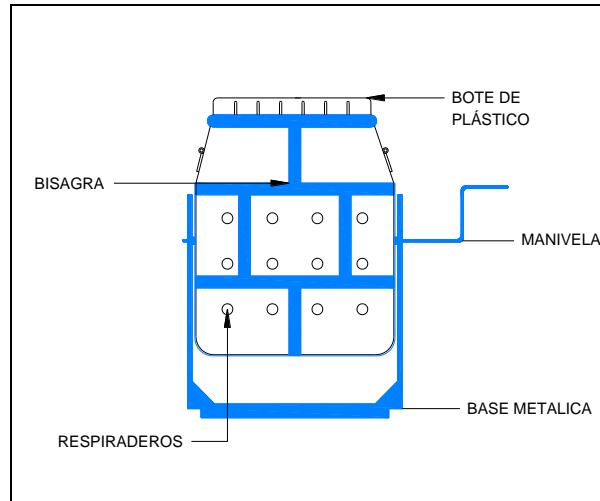 BOTE DE
PLÁSTICO
BISAGRA
MANIVELA
BASE METALICA
RESPIRADEROS